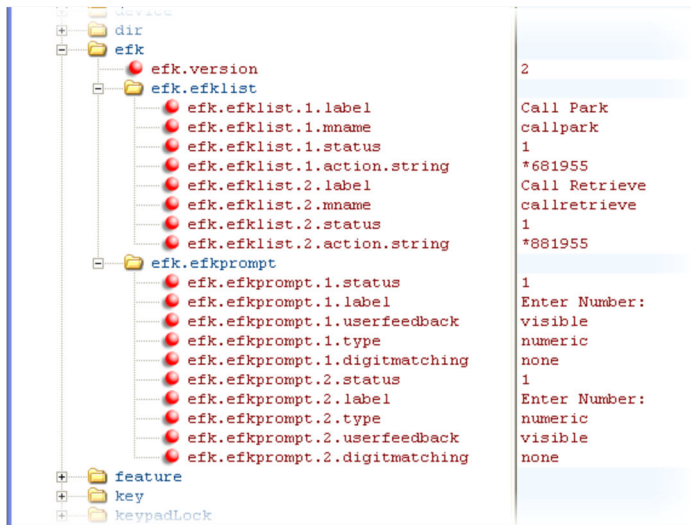 device
dir
efk
efk.version 2
efk.efklist
efk.efklist.1.label Call Park
efk.efklist.1.mname callpark
efk.efklist.1.status 1
efk.efklist.1.action.string *681955
efk.efklist.2.label Call Retrieve
efk.efklist.2.mname callretrieve
efk.efklist.2.status 1
efk.efklist.2.action.string *881955
efk.efkprompt
efk.efkprompt.1.status 1
efk.efkprompt.1.label Enter Number:
efk.efkprompt.1.userfeedback visible
efk.efkprompt.1.type numeric
efk.efkprompt.1.digitmatching none
efk.efkprompt.2.status 1
efk.efkprompt.2.label Enter Number:
efk.efkprompt.2.type numeric
efk.efkprompt.2.userfeedback visible
efk.efkprompt.2.digitmatching none
feature
key
keypadLock